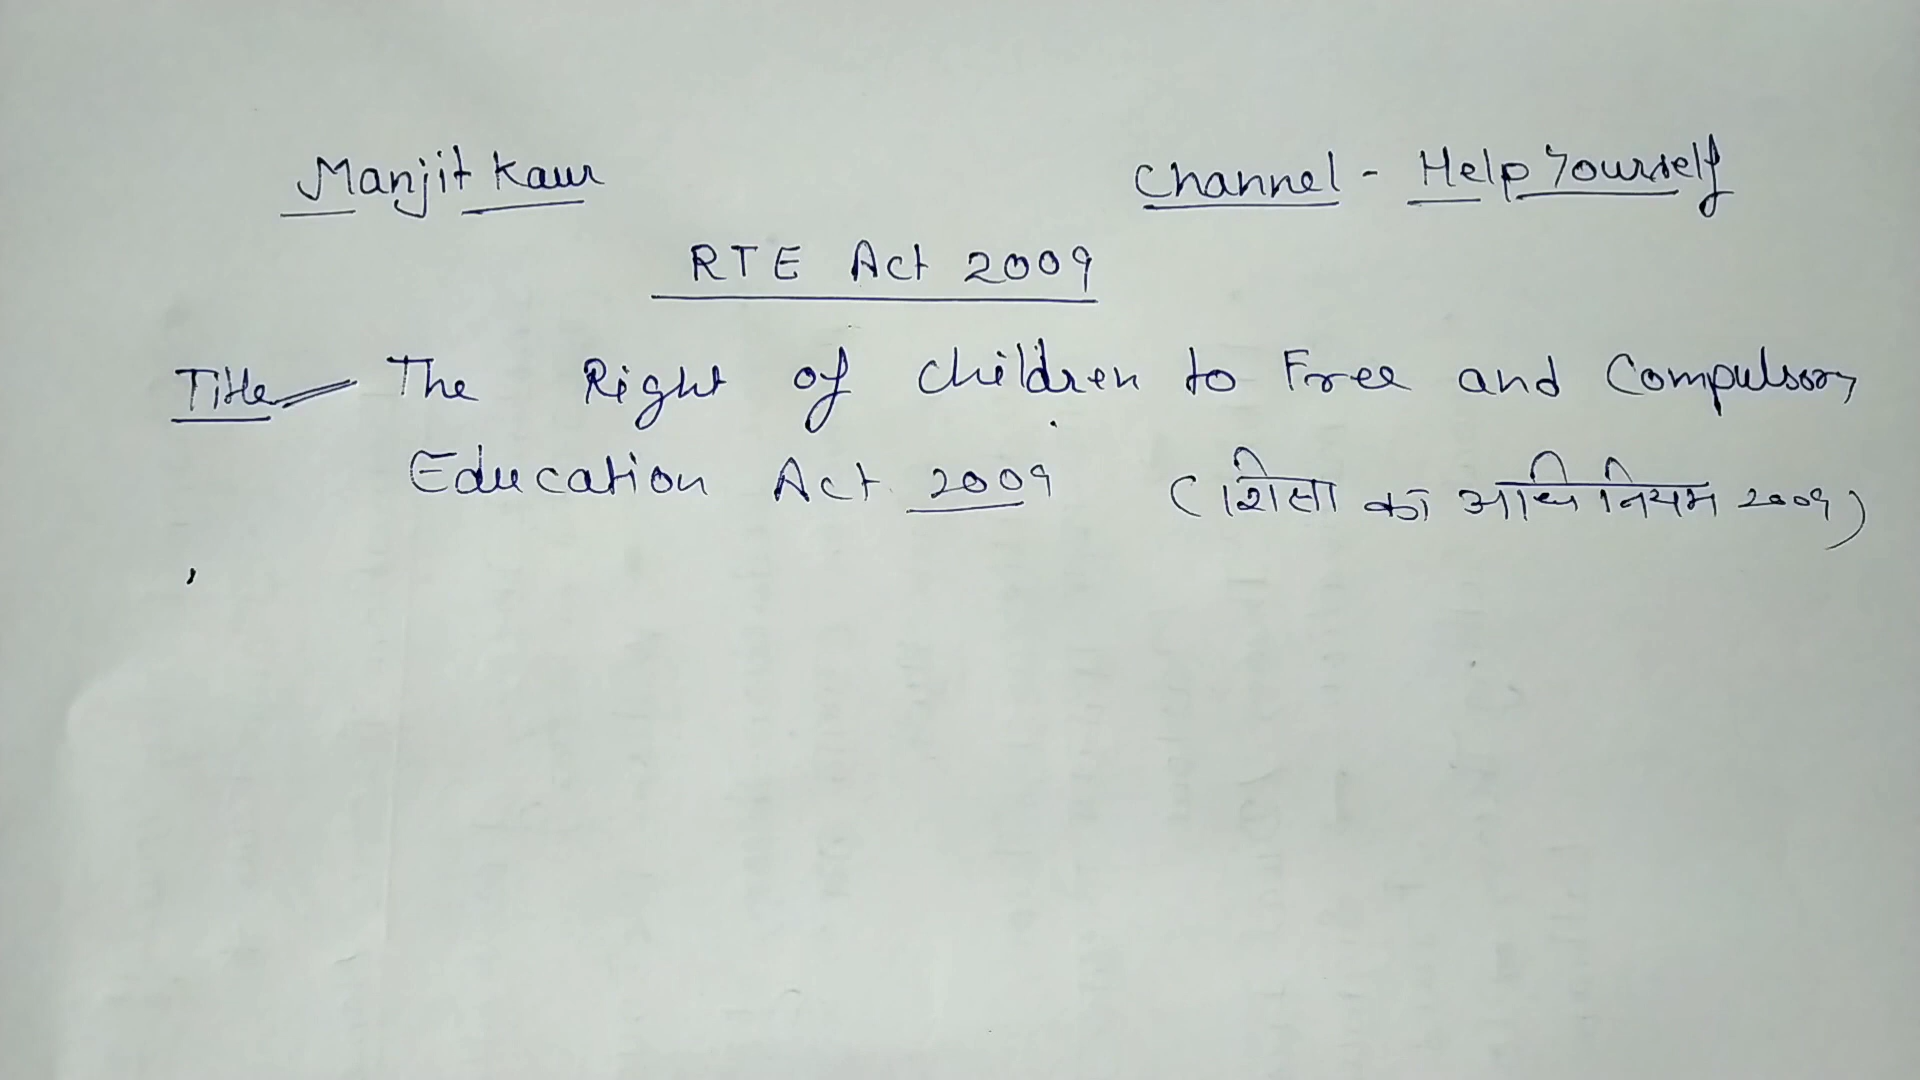 Manjit Kaur Channel - Help Yourself
RTE Act 2009
Title The Right of Children to Free and Compulsory
Education Act 2009 (शिक्षा का अधिनियम 2009)